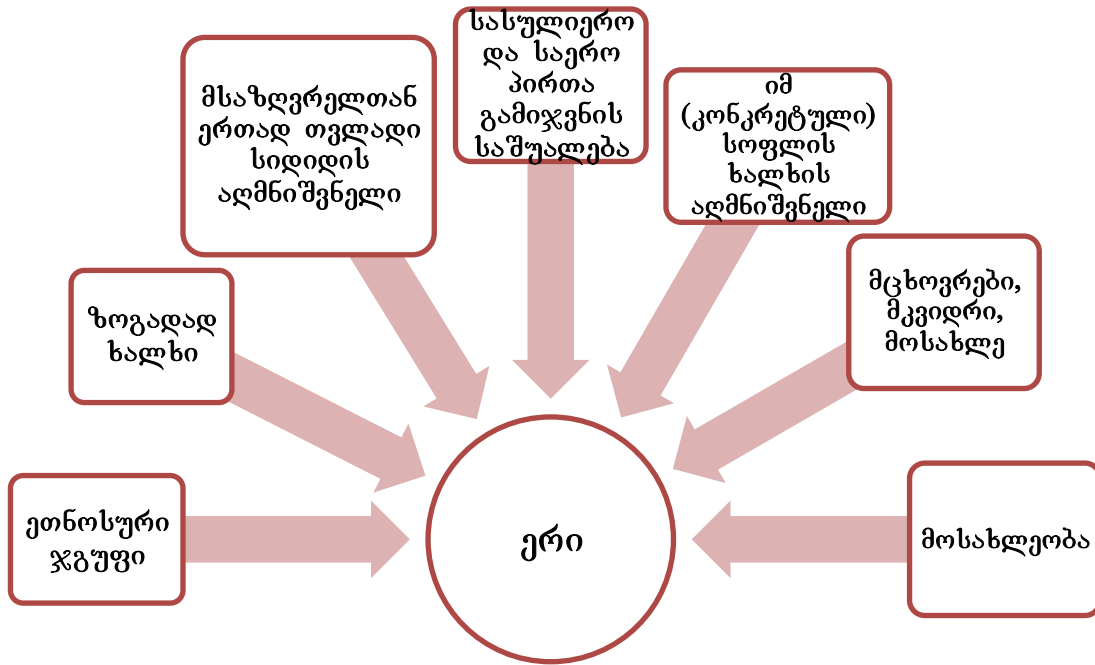 სასულიერო
და საერო
პირთა
გამიჯვნის
საშუალება
მსაზღვრელთან
ერთად თვლადი
სიდიდის
აღმნიშვნელი
იმ
(კონკრეტული)
სოფლის
ხალხის
აღმნიშვნელი
ზოგადად
ხალხი
მცხოვრები,
მკვიდრი,
მოსახლე
ეთნოსური
ჯგუფი
ერი
მოსახლეობა